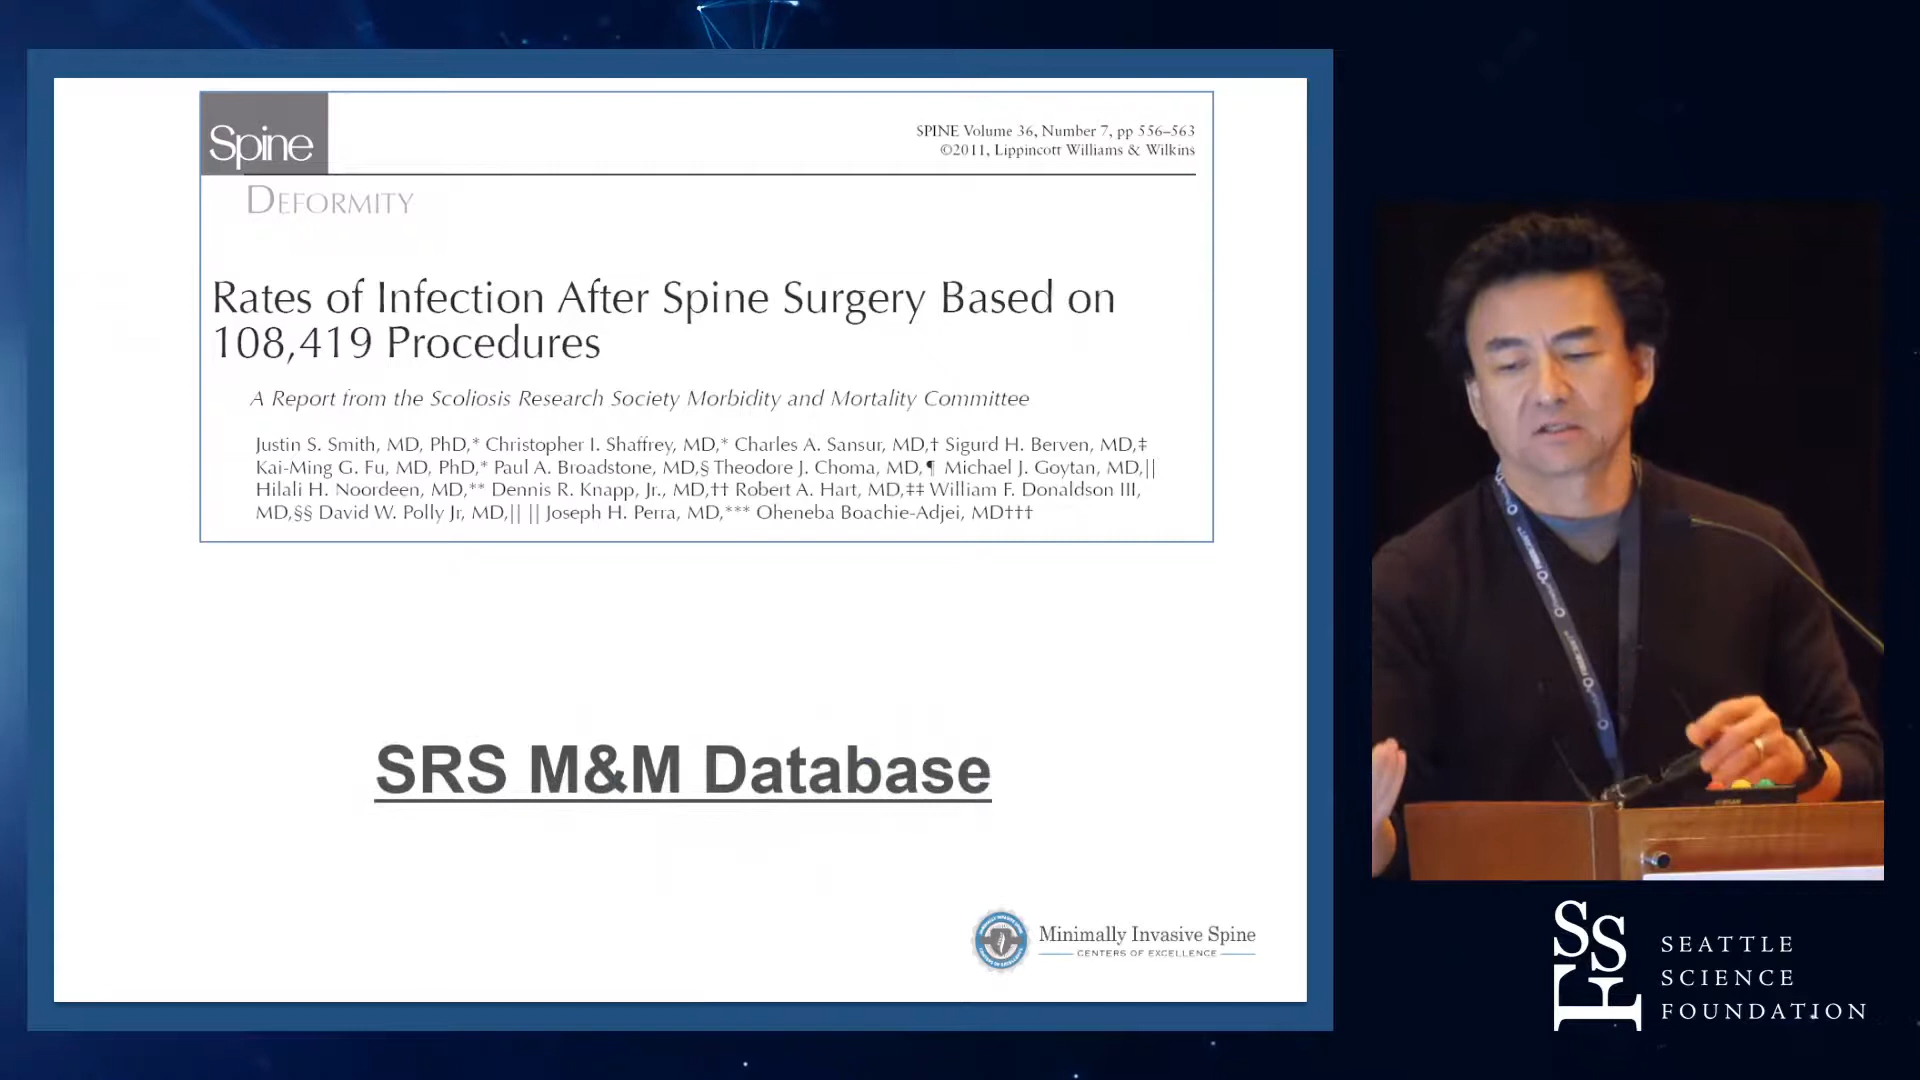 Spine
SPINE Volume 36, Number 7, pp 556–563
©2011, Lippincott Williams & Wilkins
DEFORMITY
Rates of Infection After Spine Surgery Based on
108,419 Procedures
A Report from the Scoliosis Research Society Morbidity and Mortality Committee
Justin S. Smith, MD, PhD,* Christopher I. Shaffrey, MD,* Charles A. Sansur, MD,† Sigurd H. Berven, MD,‡
Kai-Ming G. Fu, MD, PhD,* Paul A. Broadstone, MD,§ Theodore J. Choma, MD,¶ Michael J. Goytan, MD,||
Hilali H. Noordeen, MD,** Dennis R. Knapp, Jr., MD,†† Robert A. Hart, MD,‡‡ William F. Donaldson III,
MD,§§ David W. Polly Jr, MD,|| || Joseph H. Perra, MD,*** Oheneba Boachie-Adjei, MD†††
SRS M&M Database
Minimally Invasive Spine
CENTERS OF EXCELLENCE
SSF
SEATTLE
SCIENCE
FOUNDATION